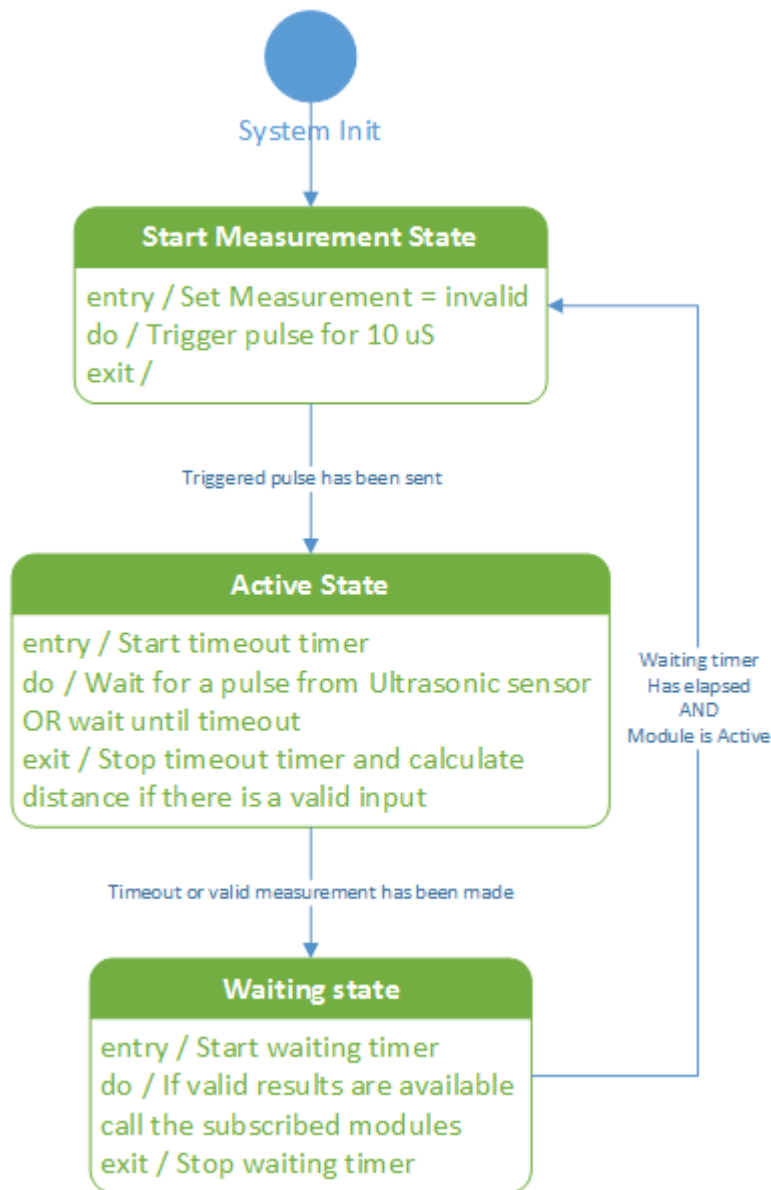 System Init
Start Measurement State
entry / Set Measurement = invalid
do / Trigger pulse for 10 uS
exit /
Triggered pulse has been sent
Active State
entry / Start timeout timer
do / Wait for a pulse from Ultrasonic sensor
OR wait until timeout
exit / Stop timeout timer and calculate
distance if there is a valid input
Waiting timer
Has elapsed
AND
Module is Active
Timeout or valid measurement has been made
Waiting state
entry / Start waiting timer
do / If valid results are available
call the subscribed modules
exit / Stop waiting timer